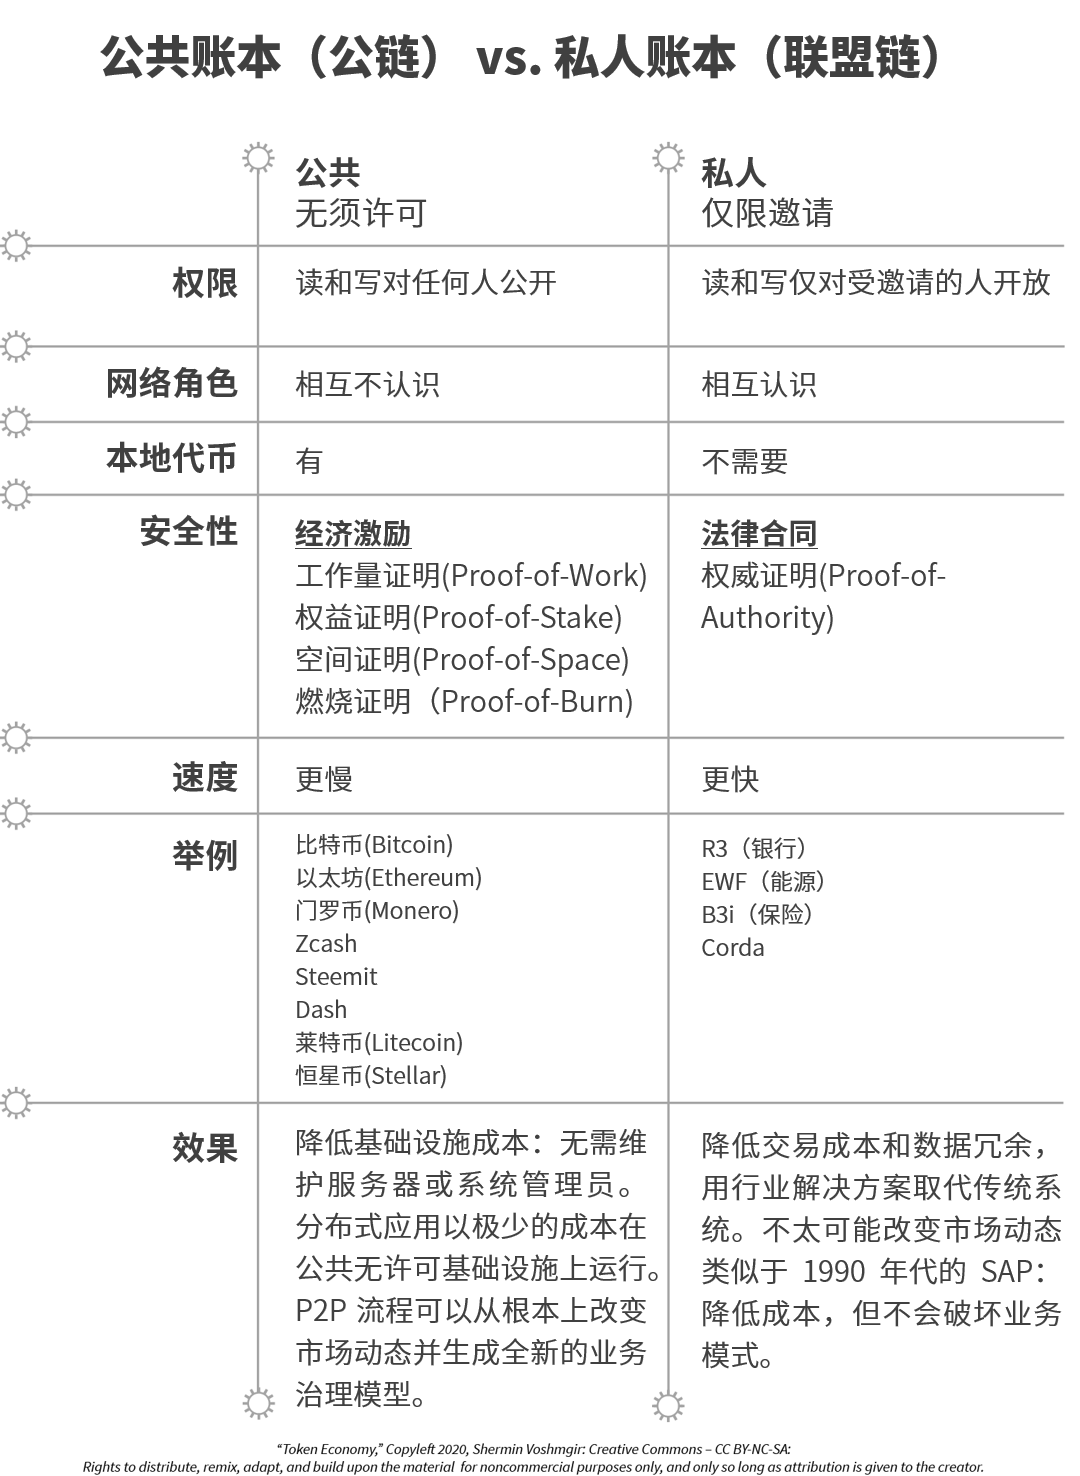 公共账本（公链） vs. 私人账本（联盟链）
公共
无须许可
私人
仅限邀请
权限
读和写对任何人公开
读和写仅对受邀请的人开放
网络角色
相互不认识
相互认识
本地代币
有
不需要
安全性
经济激励
工作量证明(Proof-of-Work)
权益证明(Proof-of-Stake)
空间证明(Proof-of-Space)
燃烧证明（Proof-of-Burn)
法律合同
权威证明(Proof-of-
Authority)
速度
更慢
更快
举例
比特币(Bitcoin)
以太坊(Ethereum)
门罗币(Monero)
Zcash
Steemit
Dash
莱特币(Litecoin)
恒星币(Stellar)
R3（银行）
EWF（能源）
B3i（保险）
Corda
效果
降低基础设施成本：无需维
护服务器或系统管理员。
分布式应用以极少的成本在
公共无许可基础设施上运行。
P2P 流程可以从根本上改变
市场动态并生成全新的业务
治理模型。
降低交易成本和数据冗余，
用行业解决方案取代传统系
统。不太可能改变市场动态
类似于 1990 年代的 SAP：
降低成本，但不会破坏业务
模式。
“Token Economy,” Copyleft 2020, Shermin Voshmgir: Creative Commons – CC BY-NC-SA:
Rights to distribute, remix, adapt, and build upon the material for noncommercial purposes only, and only so long as attribution is given to the creator.